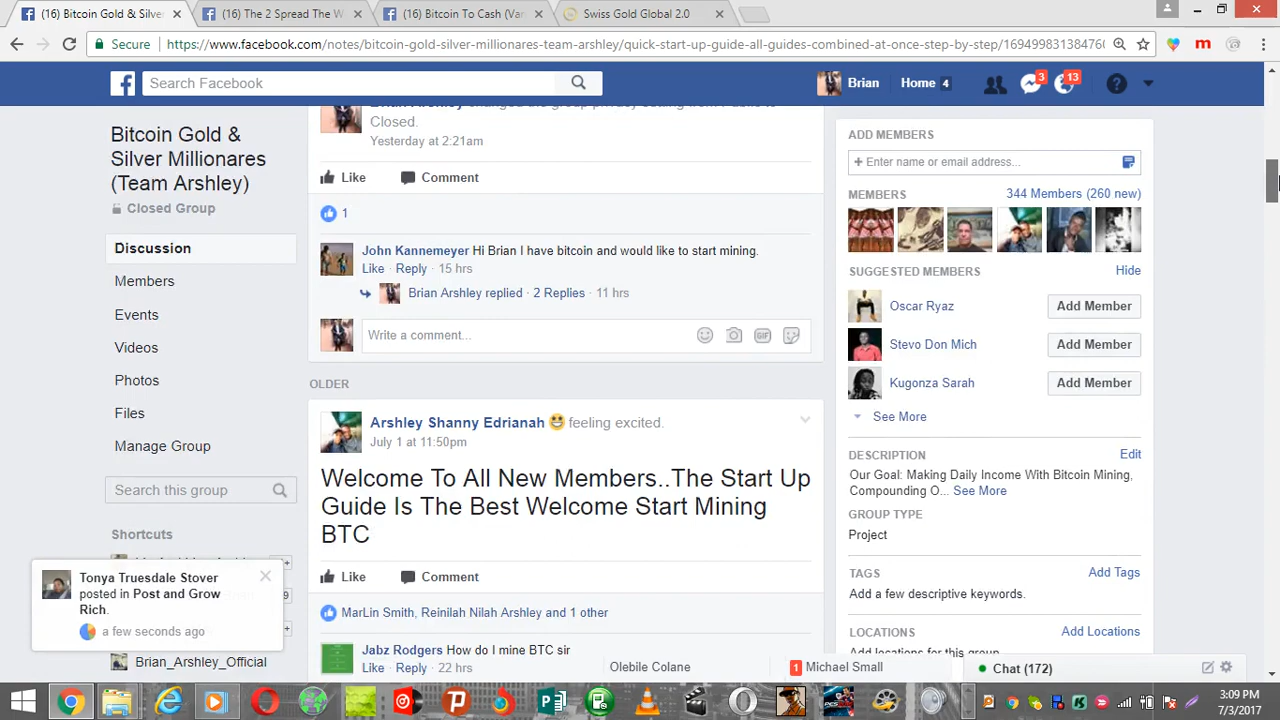 (16) Bitcoin Gold & Silver
(16) The 2 Spread The W
(16) Bitcoin To Cash (Van
Swiss Gold Global 2.0
Secure
https://www.facebook.com/notes/bitcoin-gold-silver-millionares-team-arshley/quick-start-up-guide-all-guides-combined-at-once-step-by-step/169499831384760
Search Facebook
Brian
Home 4
3
13
Bitcoin Gold &
Silver Millionares
(Team Arshley)
Closed Group
Discussion
Members
Events
Videos
Photos
Files
Manage Group
Search this group
Shortcuts
Tonya Truesdale Stover
posted in Post and Grow
Rich.
a few seconds ago
Brian_Arshley_Official
Closed.
Yesterday at 2:21am
Like
Comment
1
John Kannemeyer Hi Brian I have bitcoin and would like to start mining.
Like · Reply · 15 hrs
Brian Arshley replied · 2 Replies · 11 hrs
Write a comment...
GIF
OLDER
Arshley Shanny Edrianah feeling excited.
July 1 at 11:50pm
Welcome To All New Members..The Start Up
Guide Is The Best Welcome Start Mining
BTC
Like
Comment
MarLin Smith, Reinilah Nilah Arshley and 1 other
Jabz Rodgers How do I mine BTC sir
Like · Reply · 22 hrs
ADD MEMBERS
+ Enter name or email address...
MEMBERS
344 Members (260 new)
SUGGESTED MEMBERS
Hide
Oscar Ryaz
Add Member
Stevo Don Mich
Add Member
Kugonza Sarah
Add Member
See More
DESCRIPTION
Edit
Our Goal: Making Daily Income With Bitcoin Mining,
Compounding O... See More
GROUP TYPE
Project
TAGS
Add Tags
Add a few descriptive keywords.
LOCATIONS
Add Locations
Olebile Colane
1 Michael Small
Chat (172)
3:09 PM
7/3/2017